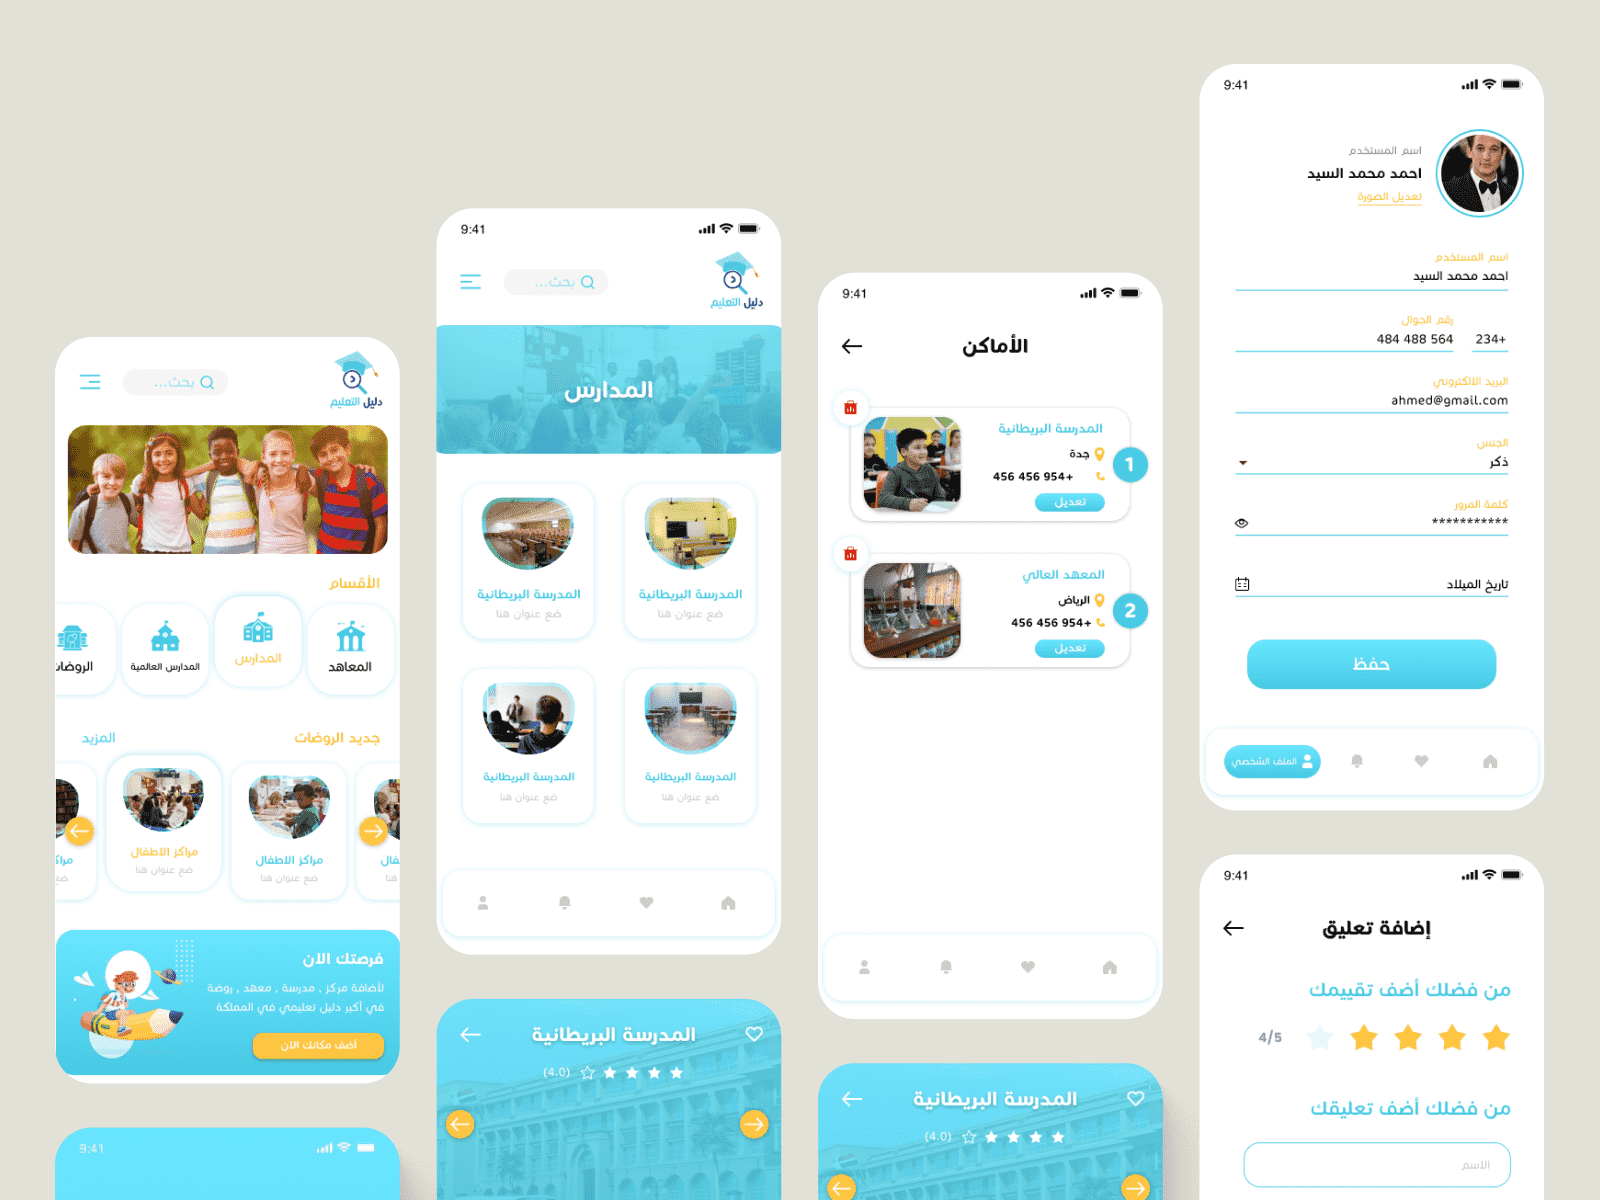 دليل التعليم
بحث...
الأقسام
المعاهد
المدارس
المدارس العالمية
الروضات
جديد الروضات
المزيد
مراكز الاطفال
ضع عنوان هنا
مراكز الاطفال
ضع عنوان هنا
فرصتك الان
لأضافة مركز , مدرسة , معهد , روضة
في أكبر دليل تعليمي في المملكة
أضف مكانك الان
9:41
9:41
دليل التعليم
بحث...
المدارس
المدرسة البريطانية
ضع عنوان هنا
المدرسة البريطانية
ضع عنوان هنا
المدرسة البريطانية
ضع عنوان هنا
المدرسة البريطانية
ضع عنوان هنا
المدرسة البريطانية
(4.0)
9:41
الأماكن
المدرسة البريطانية
جدة
456 456 954+
تعديل
1
المعهد العالي
الرياض
456 456 954+
تعديل
2
المدرسة البريطانية
(4.0)
9:41
اسم المستخدم
احمد محمد السيد
تعديل الصورة
اسم المستخدم
احمد محمد السيد
رقم الجوال
234+
484 488 564
البريد الالكتروني
ahmed@gmail.com
الجنس
ذكر
كلمة المرور
***********
تاريخ الميلاد
حفظ
الملف الشخصي
9:41
إضافة تعليق
من فضلك أضف تقييمك
4/5
من فضلك أضف تعليقك
الاسم